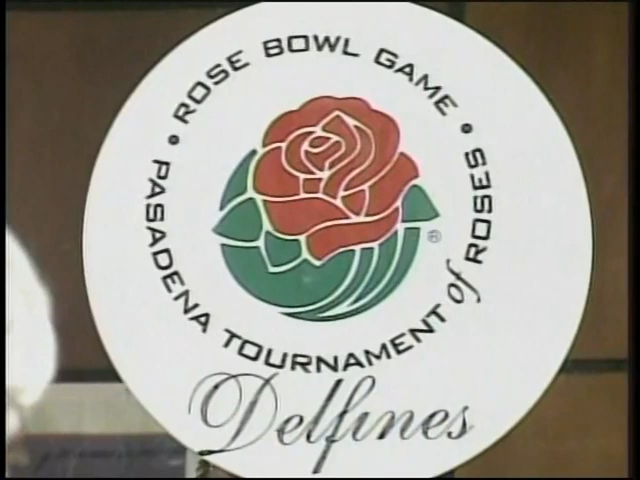 • ROSE BOWL GAME •
PASADENA TOURNAMENT of ROSES
®
Delfines